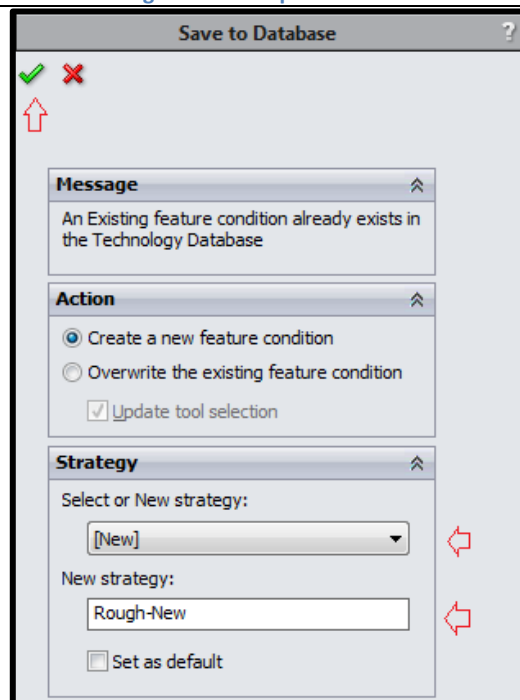 Save to Database
?
Message
An Existing feature condition already exists in
the Technology Database
Action
Create a new feature condition
Overwrite the existing feature condition
Update tool selection
Strategy
Select or New strategy:
[New]
New strategy:
Rough-New
Set as default